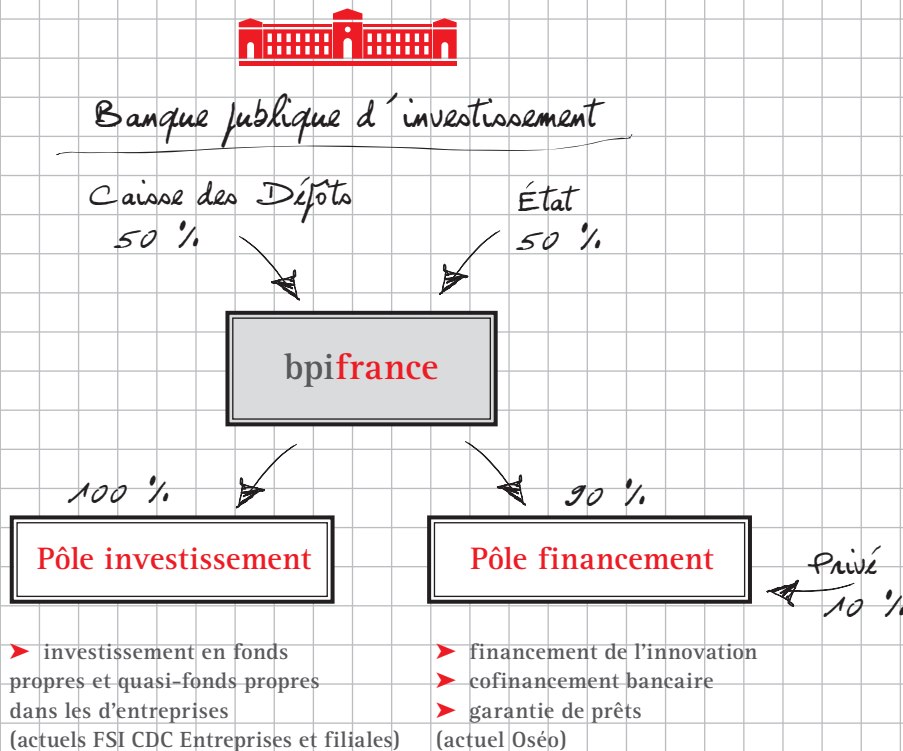 Banque publique d'investissement
Caisse des Dépôts
50 %
État
50 %
bpifrance
100 %
90 %
Pôle investissement
Pôle financement
Privé
10 %
➤ investissement en fonds
propres et quasi-fonds propres
dans les d'entreprises
(actuels FSI CDC Entreprises et filiales)
➤ financement de l'innovation
➤ cofinancement bancaire
➤ garantie de prêts
(actuel Oséo)